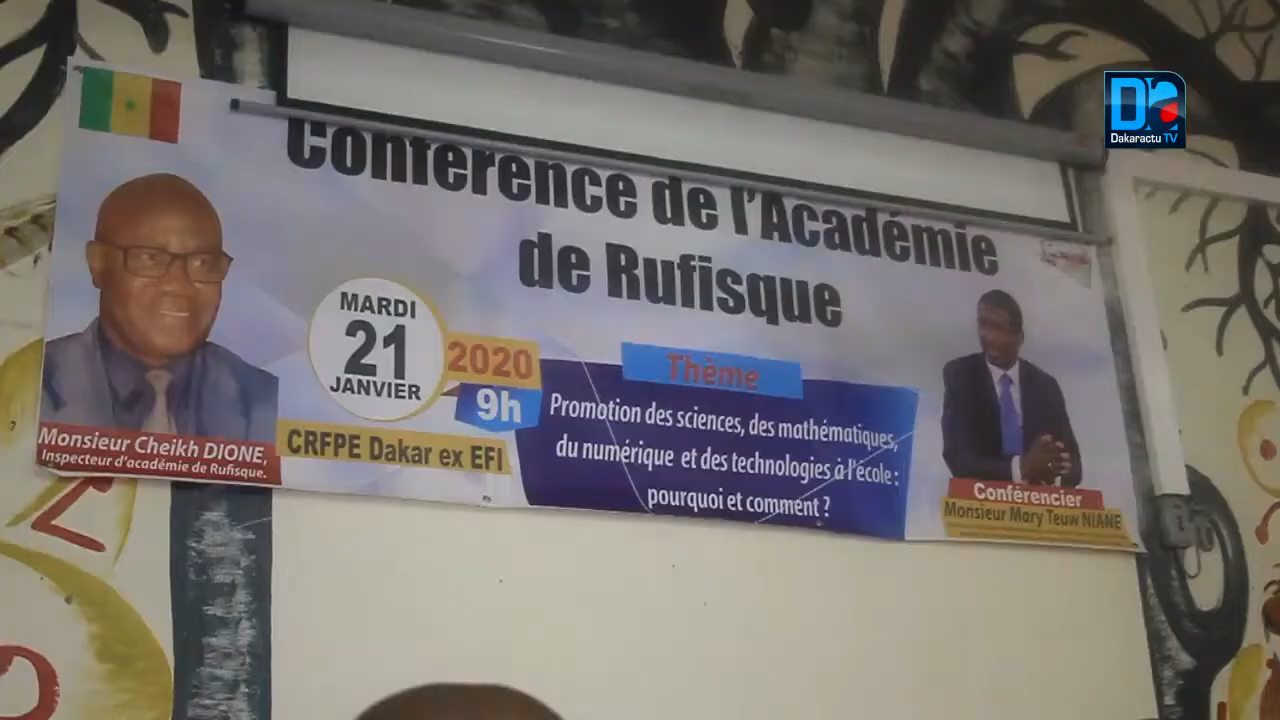 Dakaractu TV
Conférence de l'Académie
de Rufisque
MARDI
21
JANVIER
2020
9h
CRFPE Dakar ex EFI
Thème
Promotion des sciences, des mathématiques,
du numérique et des technologies à l'école :
pourquoi et comment ?
Monsieur Cheikh DIONE,
Inspecteur d'académie de Rufisque.
Conférencier
Monsieur Mary Teuw NIANE